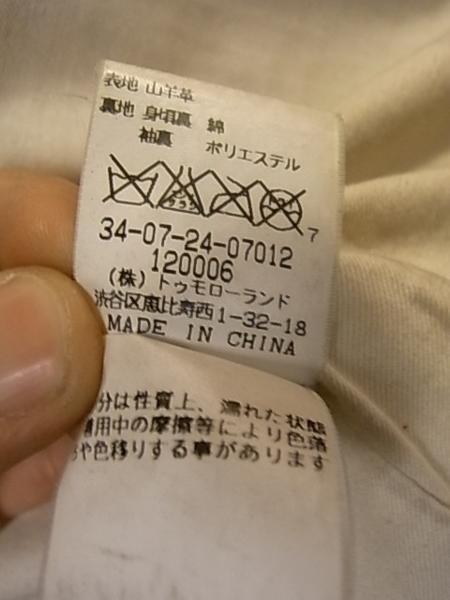 表地 山羊革
裏地 身頃裏 綿
袖裏 ポリエステル
7
34-07-24-07012
120006
(株)トゥモローランド
渋谷区恵比寿西1-32-18
MADE IN CHINA
分は性質上、濡れた状態
着用中の摩擦等により色落
や色移りする事があります